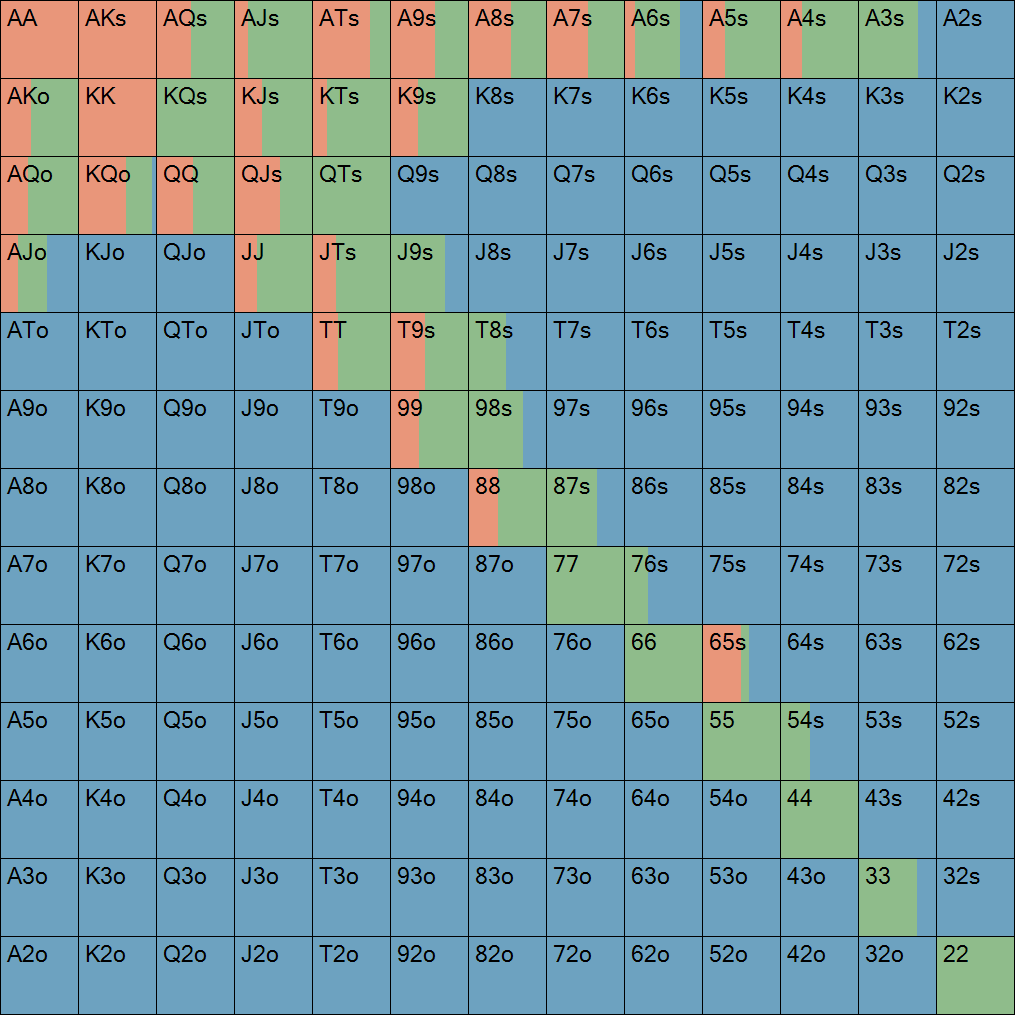 AA AKs AQs AJs ATs A9s A8s A7s A6s A5s A4s A3s A2s
AKo KK KQs KJs KTs K9s K8s K7s K6s K5s K4s K3s K2s
AQo KQo QQ QJs QTs Q9s Q8s Q7s Q6s Q5s Q4s Q3s Q2s
AJo KJo QJo JJ JTs J9s J8s J7s J6s J5s J4s J3s J2s
ATo KTo QTo JTo TT T9s T8s T7s T6s T5s T4s T3s T2s
A9o K9o Q9o J9o T9o 99 98s 97s 96s 95s 94s 93s 92s
A8o K8o Q8o J8o T8o 98o 88 87s 86s 85s 84s 83s 82s
A7o K7o Q7o J7o T7o 97o 87o 77 76s 75s 74s 73s 72s
A6o K6o Q6o J6o T6o 96o 86o 76o 66 65s 64s 63s 62s
A5o K5o Q5o J5o T5o 95o 85o 75o 65o 55 54s 53s 52s
A4o K4o Q4o J4o T4o 94o 84o 74o 64o 54o 44 43s 42s
A3o K3o Q3o J3o T3o 93o 83o 73o 63o 53o 43o 33 32s
A2o K2o Q2o J2o T2o 92o 82o 72o 62o 52o 42o 32o 22